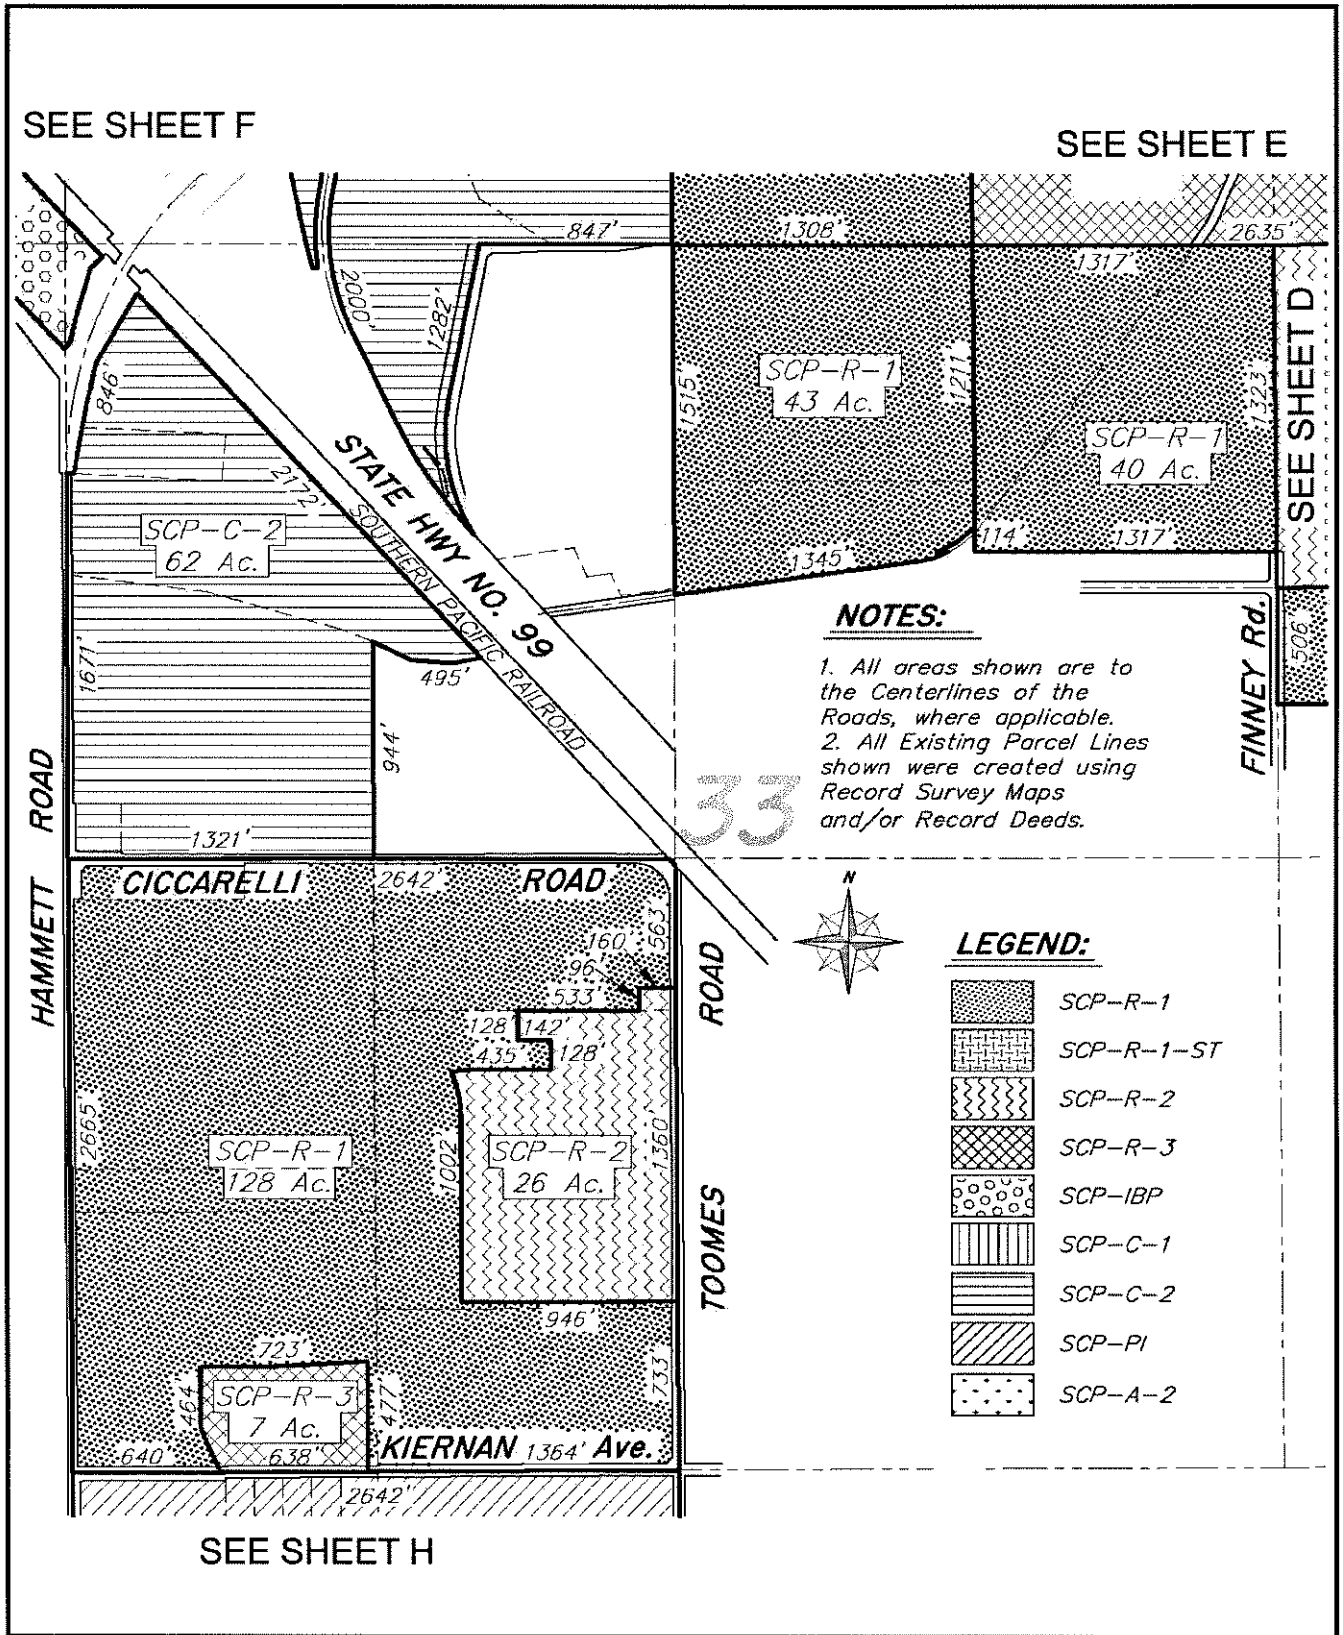 SEE SHEET F
SEE SHEET E
847'
1308'
2635'
1317'
2000'
1282'
SEE SHEET D
846'
1515'
SCP-R-1
43 Ac.
1211'
1323'
SCP-R-1
40 Ac.
2172'
STATE HWY NO. 99
SOUTHERN PACIFIC RAILROAD
SCP-C-2
62 Ac.
114'
1317'
1345'
NOTES:
1. All areas shown are to
the Centerlines of the
Roads, where applicable.
2. All Existing Parcel Lines
shown were created using
Record Survey Maps
and/or Record Deeds.
506'
FINNEY Rd.
1671'
495'
944'
33
1321'
HAMMETT ROAD
CICCARELLI ROAD
2642'
563'
160'
96'
533'
128'
142'
435'
128'
N
TOOMES ROAD
LEGEND:
SCP-R-1
SCP-R-1-ST
SCP-R-2
SCP-R-3
SCP-IBP
SCP-C-1
SCP-C-2
SCP-PI
SCP-A-2
2665'
SCP-R-1
128 Ac.
1002'
SCP-R-2
26 Ac.
1360'
946'
723'
733'
464'
SCP-R-3
7 Ac.
477'
640'
638'
KIERNAN Ave.
1364'
2642'
SEE SHEET H